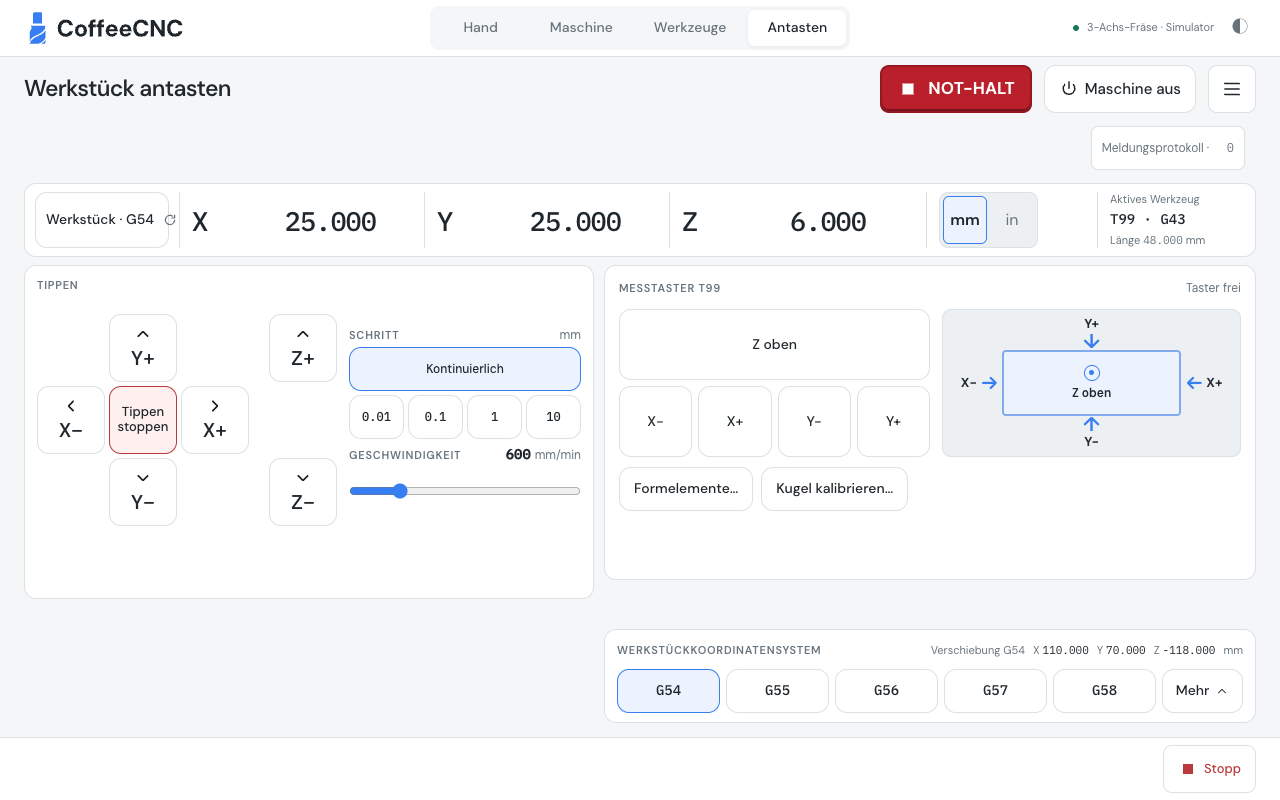 CoffeeCNC
Hand
Maschine
Werkzeuge
Antasten
3-Achs-Fräse · Simulator
Werkstück antasten
NOT-HALT
Maschine aus
Meldungsprotokoll · 0
Werkstück · G54
X 25.000
Y 25.000
Z 6.000
mm
in
Aktives Werkzeug
T99 · G43
Länge 48.000 mm
TIPPEN
Y+
X−
Tippen
stoppen
X+
Y−
Z+
Z−
SCHRITT mm
Kontinuierlich
0.01
0.1
1
10
GESCHWINDIGKEIT 600 mm/min
MESSTASTER T99
Taster frei
Z oben
X-
X+
Y-
Y+
Formelemente…
Kugel kalibrieren…
Y+
X-
Z oben
X+
Y-
WERKSTÜCKKOORDINATENSYSTEM
Verschiebung G54 X 110.000 Y 70.000 Z -118.000 mm
G54
G55
G56
G57
G58
Mehr
Stopp